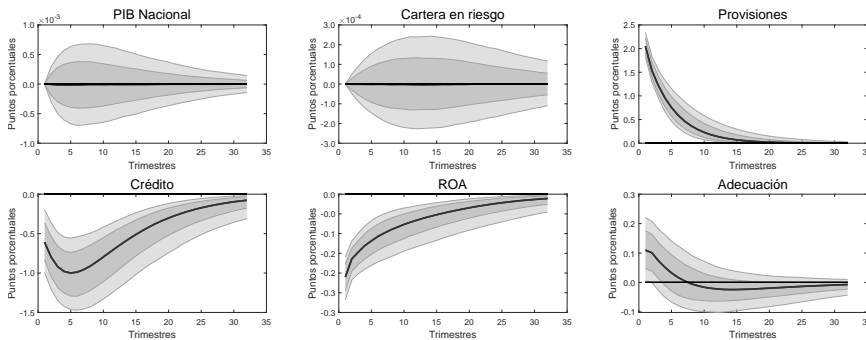 PIB Nacional
×10⁻³
1.0
0.5
0.0
-0.5
-1.0
Puntos porcentuales
0 5 10 15 20 25 30 35
Trimestres
Cartera en riesgo
×10⁻⁴
3.0
2.0
1.0
0.0
-1.0
-2.0
-3.0
Puntos porcentuales
0 5 10 15 20 25 30 35
Trimestres
Provisiones
2.5
2.0
1.5
1.0
0.5
0.0
Puntos porcentuales
0 5 10 15 20 25 30 35
Trimestres
Crédito
0.0
-0.5
-1.0
-1.5
Puntos porcentuales
0 5 10 15 20 25 30 35
Trimestres
ROA
0.0
-0.0
-0.1
-0.2
-0.2
-0.3
Puntos porcentuales
0 5 10 15 20 25 30 35
Trimestres
Adecuación
0.3
0.2
0.1
0.0
-0.1
Puntos porcentuales
0 5 10 15 20 25 30 35
Trimestres